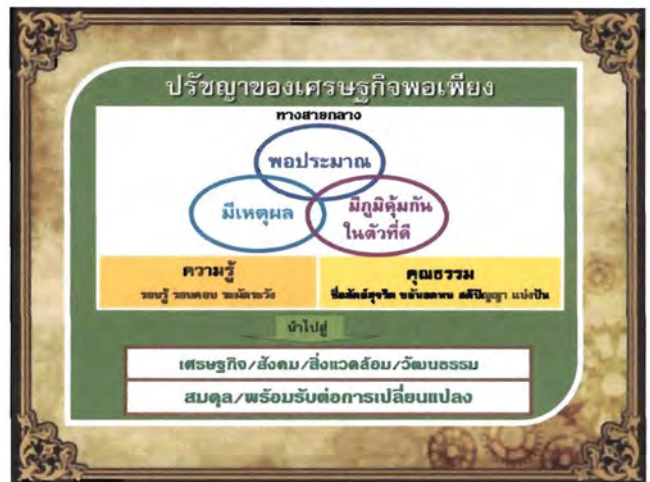 ปรัชญาของเศรษฐกิจพอเพียง
ทางสายกลาง
พอประมาณ
มีเหตุผล
มีภูมิคุ้มกัน
ในตัวที่ดี
ความรู้
รอบรู้ รอบคอบ ระมัดระวัง
คุณธรรม
ซื่อสัตย์สุจริต ขยันอดทน สติปัญญา แบ่งปัน
นำไปสู่
เศรษฐกิจ/สังคม/สิ่งแวดล้อม/วัฒนธรรม
สมดุล/พร้อมรับต่อการเปลี่ยนแปลง